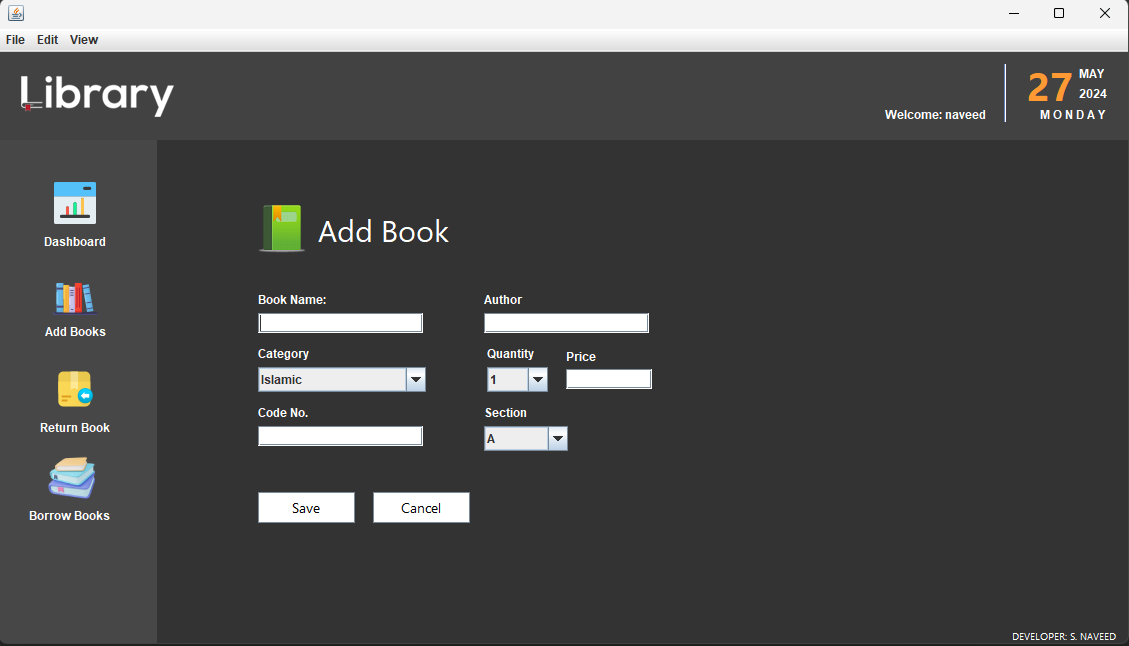 File Edit View
Library
27 MAY
2024
Welcome: naveed
MONDAY
Dashboard
Add Books
Return Book
Borrow Books
Add Book
Book Name: Author
Category Quantity Price
Islamic 1
Code No. Section
A
Save Cancel
DEVELOPER: S. NAVEED